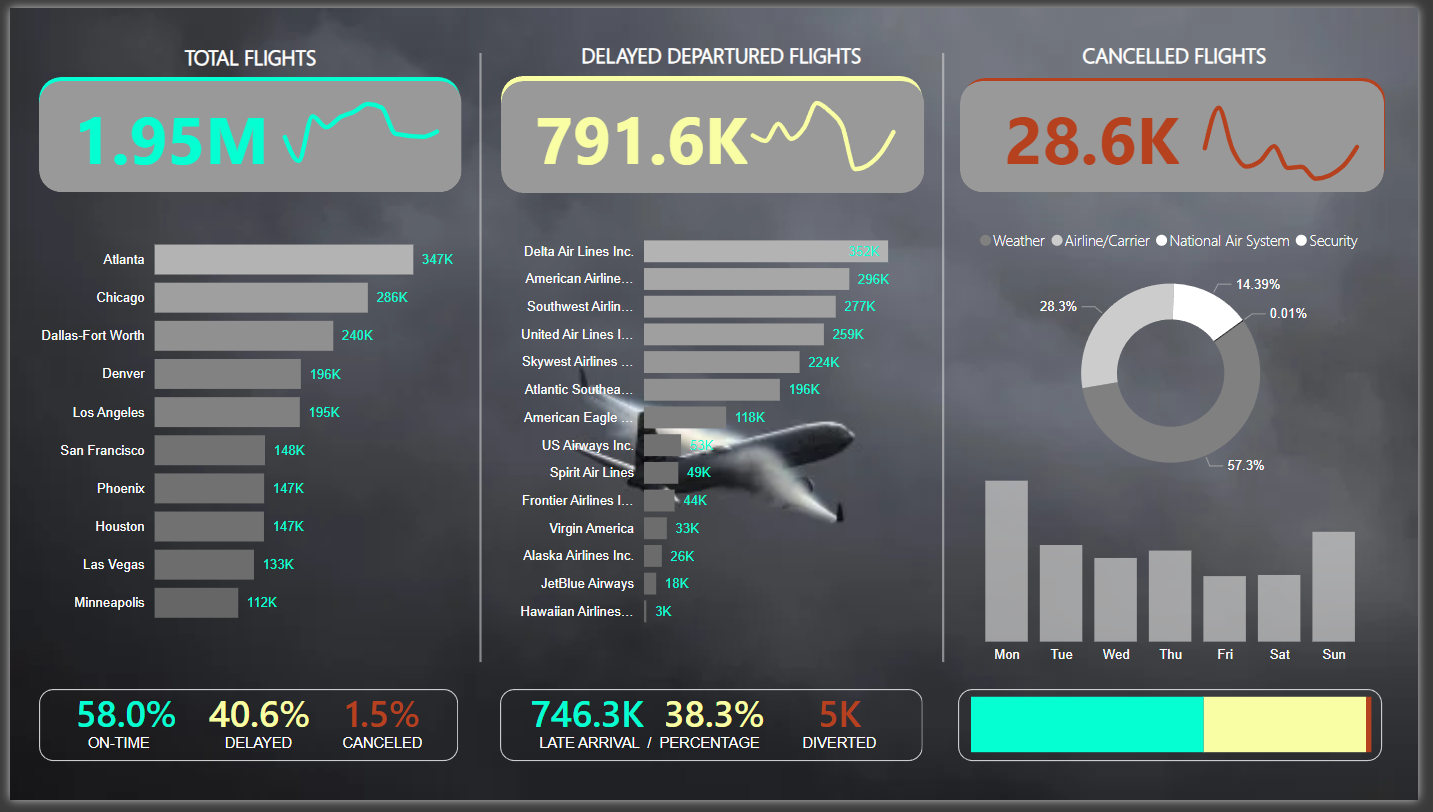 TOTAL FLIGHTS
1.95M
Atlanta 347K
Chicago 286K
Dallas-Fort Worth 240K
Denver 196K
Los Angeles 195K
San Francisco 148K
Phoenix 147K
Houston 147K
Las Vegas 133K
Minneapolis 112K
58.0% 40.6% 1.5%
ON-TIME DELAYED CANCELED
DELAYED DEPARTURED FLIGHTS
791.6K
Delta Air Lines Inc.
American Airline... 296K
Southwest Airlin... 277K
United Air Lines I... 259K
Skywest Airlines ... 224K
Atlantic Southea... 196K
American Eagle ... 118K
US Airways Inc. 53K
Spirit Air Lines 49K
Frontier Airlines I... 44K
Virgin America 33K
Alaska Airlines Inc. 26K
JetBlue Airways 18K
Hawaiian Airlines... 3K
746.3K 38.3% 5K
LATE ARRIVAL / PERCENTAGE DIVERTED
CANCELLED FLIGHTS
28.6K
Weather Airline/Carrier National Air System Security
14.39%
28.3%
0.01%
57.3%
Mon Tue Wed Thu Fri Sat Sun